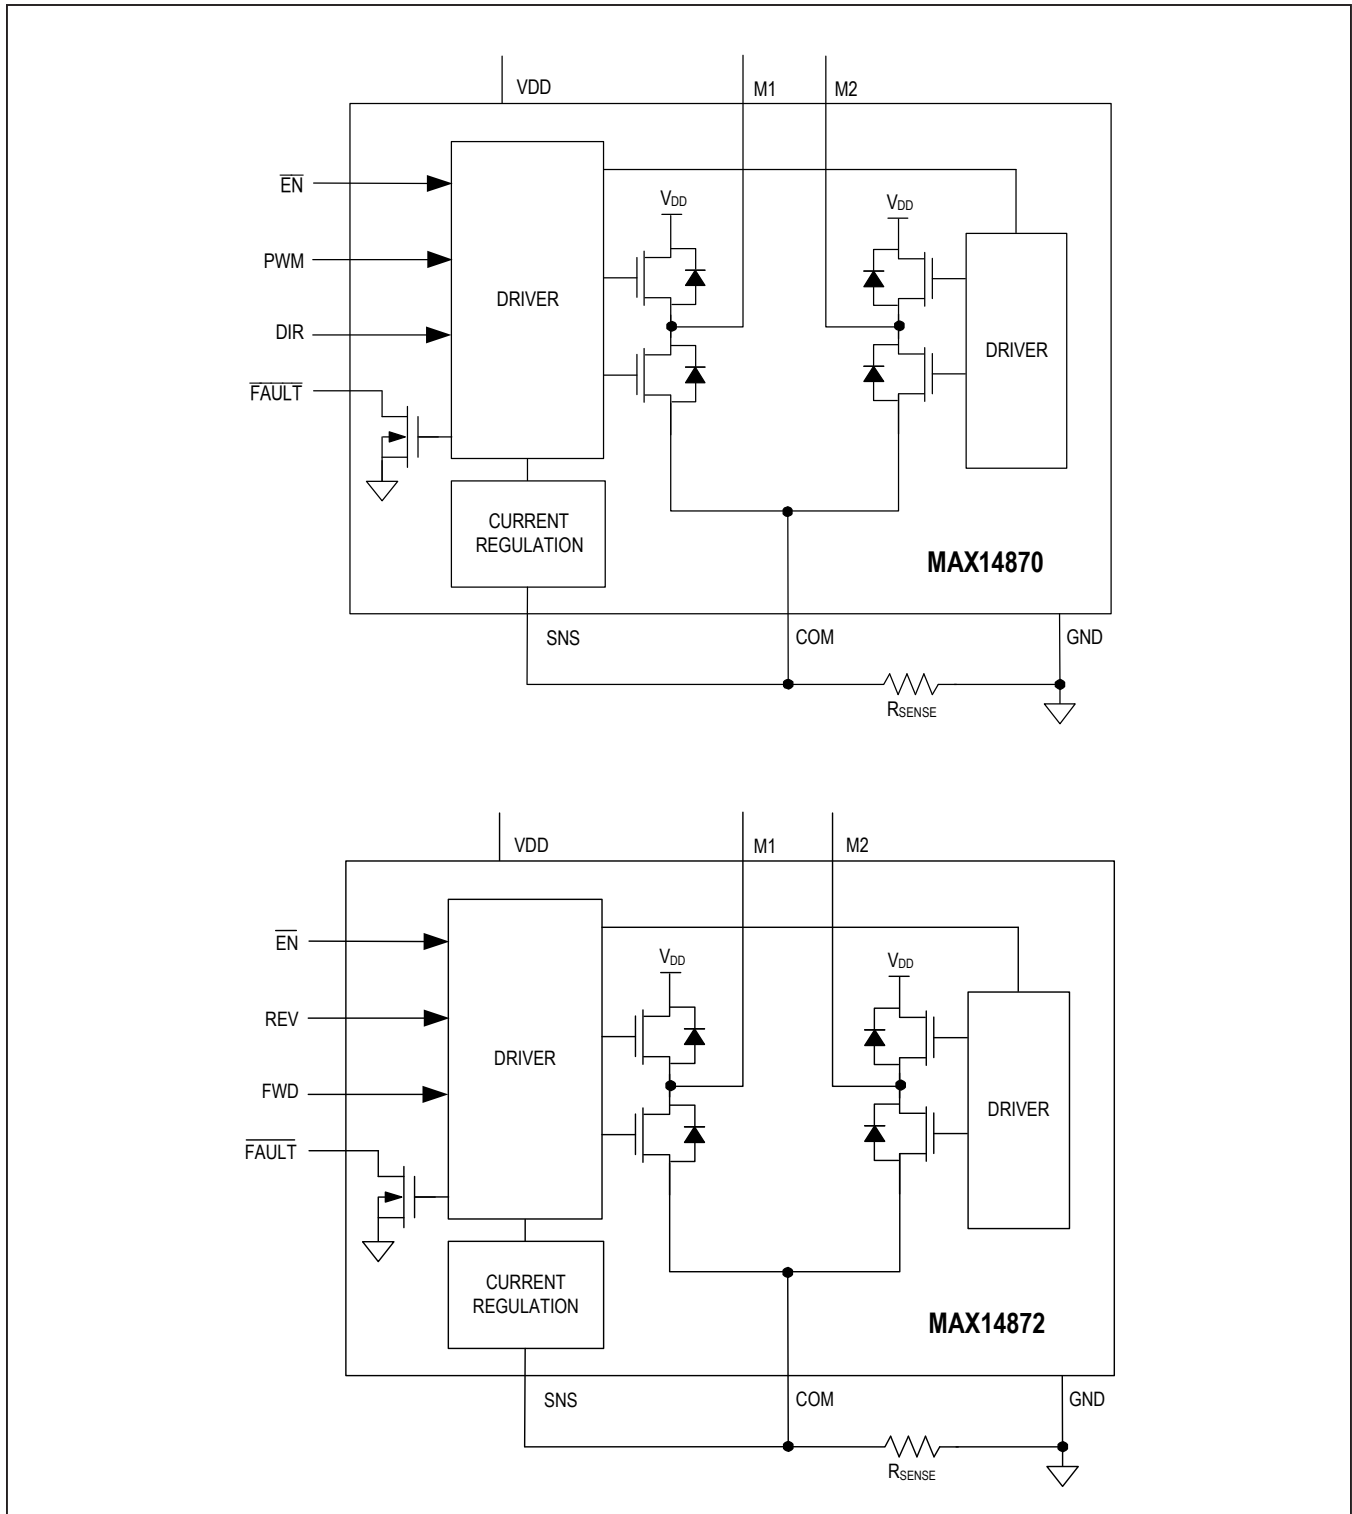 VDD
M1
M2
EN
VDD
VDD
PWM
DRIVER
DIR
DRIVER
FAULT
CURRENT
REGULATION
MAX14870
SNS
COM
GND
RSENSE
VDD
M1
M2
EN
VDD
VDD
REV
DRIVER
FWD
DRIVER
FAULT
CURRENT
REGULATION
MAX14872
SNS
COM
GND
RSENSE